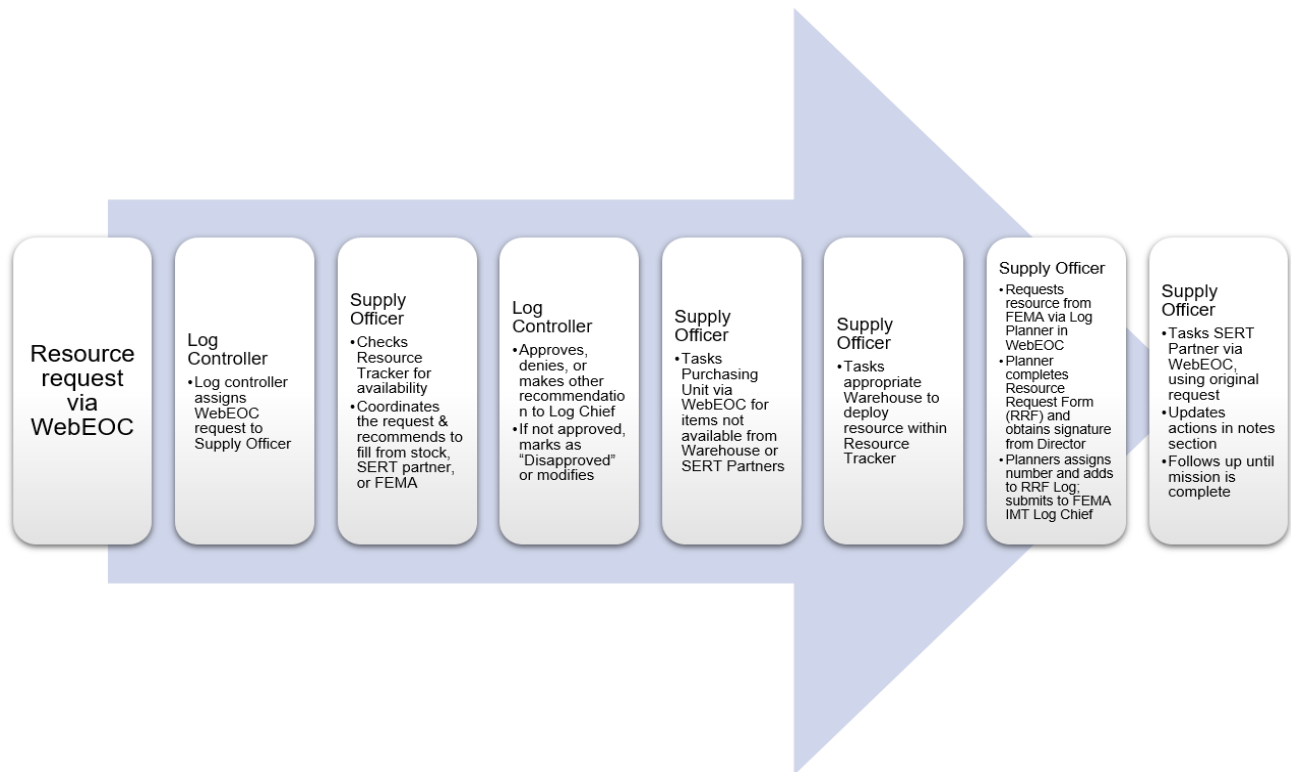 Resource
request
via
WebEOC
Log
Controller
•Log controller
assigns
WebEOC
request to
Supply Officer
Supply
Officer
•Checks
Resource
Tracker for
availability
•Coordinates
the request &
recommends to
fill from stock,
SERT partner,
or FEMA
Log
Controller
•Approves,
denies, or
makes other
recommendatio
n to Log Chief
•If not approved,
marks as
“Disapproved”
or modifies
Supply
Officer
•Tasks
Purchasing
Unit via
WebEOC for
items not
available from
Warehouse or
SERT Partners
Supply
Officer
•Tasks
appropriate
Warehouse to
deploy
resource within
Resource
Tracker
Supply Officer
•Requests
resource from
FEMA via Log
Planner in
WebEOC
•Planner
completes
Resource
Request Form
(RRF) and
obtains signature
from Director
•Planners assigns
number and adds
to RRF Log;
submits to FEMA
IMT Log Chief
Supply
Officer
•Tasks SERT
Partner via
WebEOC,
using original
request
•Updates
actions in notes
section
•Follows up until
mission is
complete